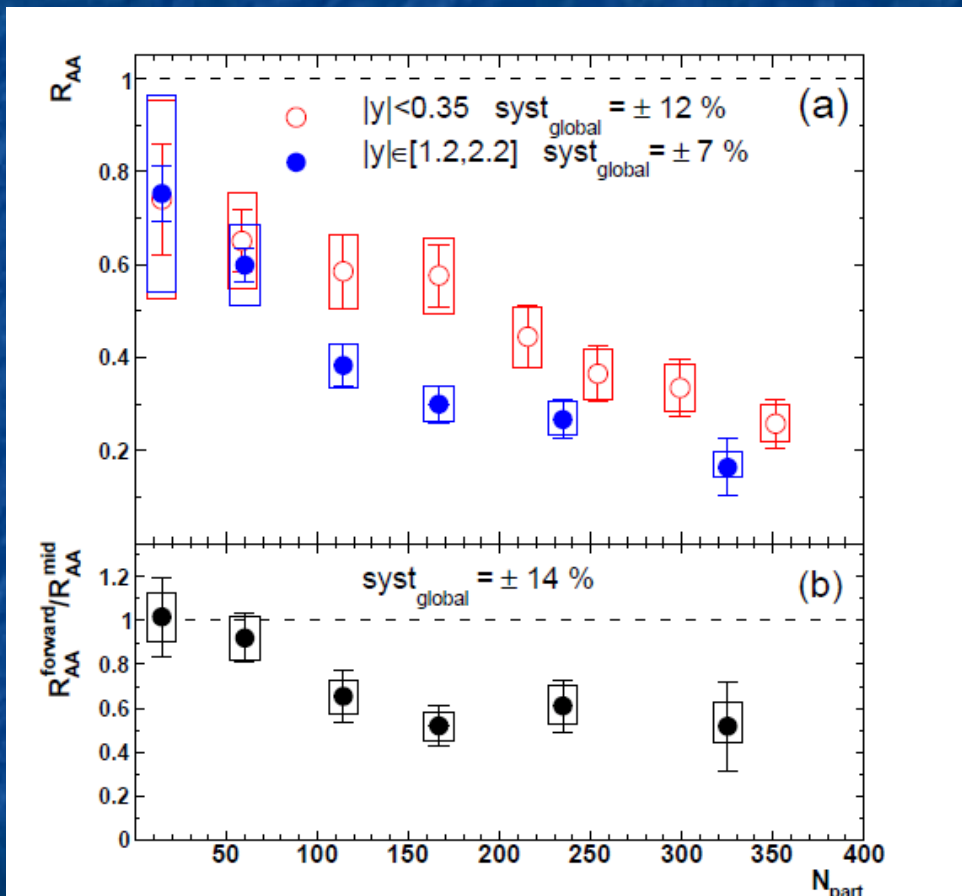 R_AA
1
0.8
0.6
0.4
0.2
(a)
|y|<0.35 syst_global = ± 12 %
|y|∈[1.2,2.2] syst_global = ± 7 %
R_AA^forward/R_AA^mid
1.2
1
0.8
0.6
0.4
0.2
0
syst_global = ± 14 %
(b)
50 100 150 200 250 300 350 400
N_part